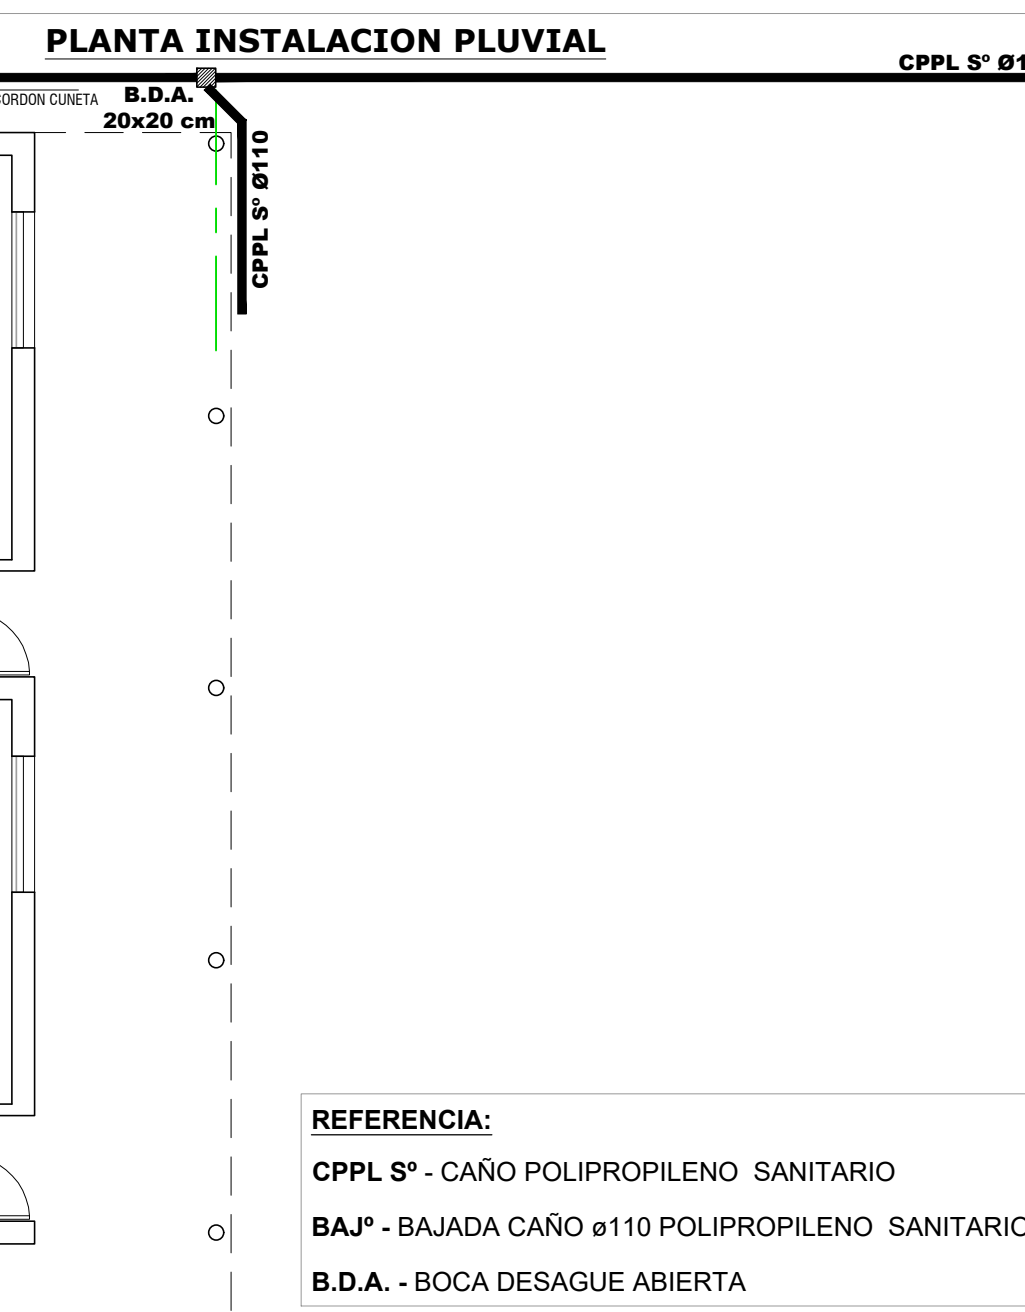 PLANTA INSTALACION PLUVIAL
CPPL Sº Ø1
CORDON CUNETA
B.D.A.
20x20 cm
CPPL Sº Ø110
REFERENCIA:
CPPL Sº - CAÑO POLIPROPILENO SANITARIO
BAJº - BAJADA CAÑO ø110 POLIPROPILENO SANITARIO
B.D.A. - BOCA DESAGUE ABIERTA